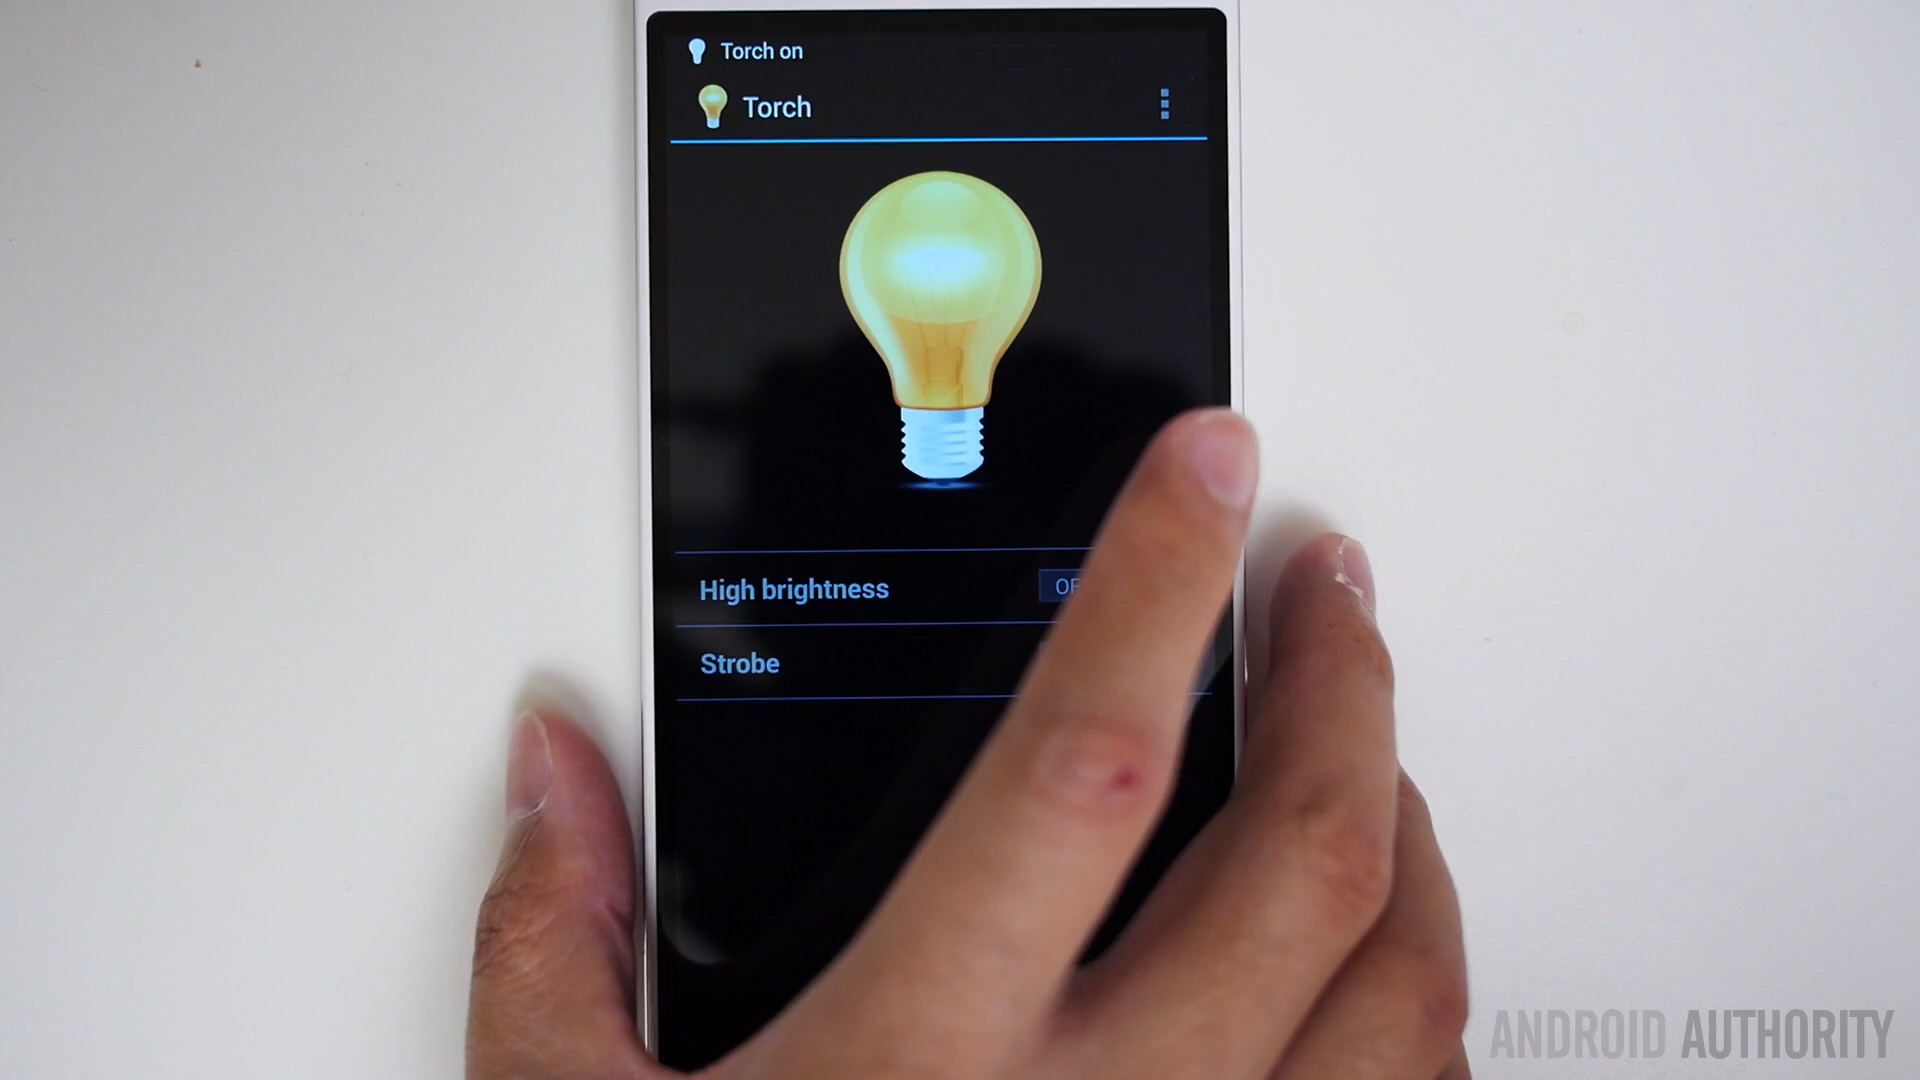 Torch on
Torch
High brightness
Strobe
ANDROID AUTHORITY